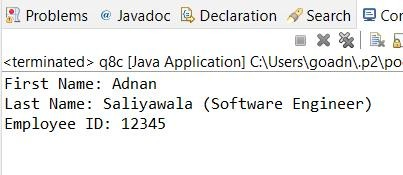 Problems @ Javadoc Declaration Search Co
<terminated> q8c [Java Application] C:\Users\goadn\.p2\poo
First Name: Adnan
Last Name: Saliyawala (Software Engineer)
Employee ID: 12345